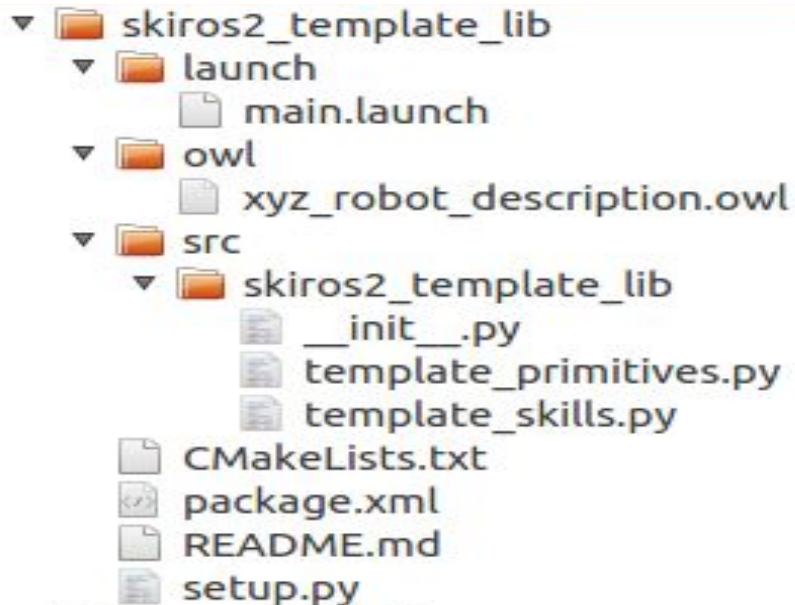 skiros2_template_lib
launch
main.launch
owl
xyz_robot_description.owl
src
skiros2_template_lib
__init__.py
template_primitives.py
template_skills.py
CMakeLists.txt
package.xml
README.md
setup.py